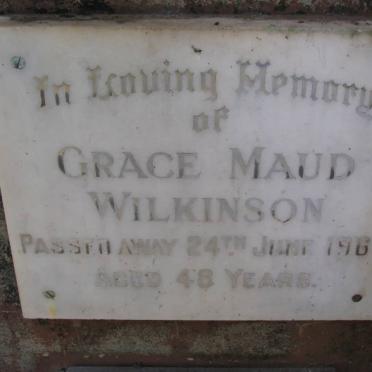 In Loving Memory
of
GRACE MAUD
WILKINSON
PASSED AWAY 24TH JUNE
AGED 48 YEARS.